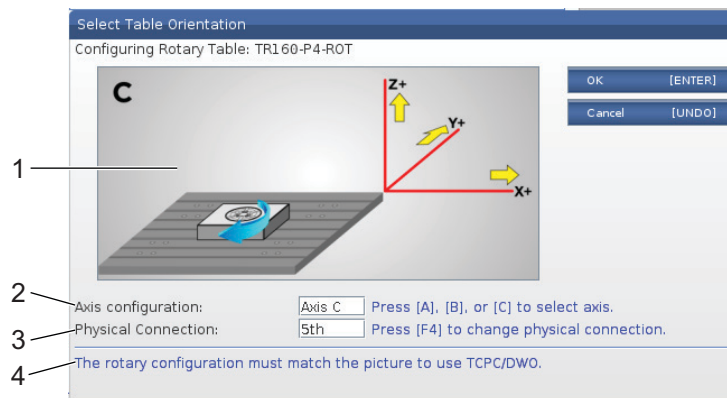 Select Table Orientation
Configuring Rotary Table: TR160-P4-ROT
C
Z+
Y+
X+
OK [ENTER]
Cancel [UNDO]
1
2
Axis configuration: Axis C Press [A], [B], or [C] to select axis.
3
Physical Connection: 5th Press [F4] to change physical connection.
4
The rotary configuration must match the picture to use TCPC/DWO.